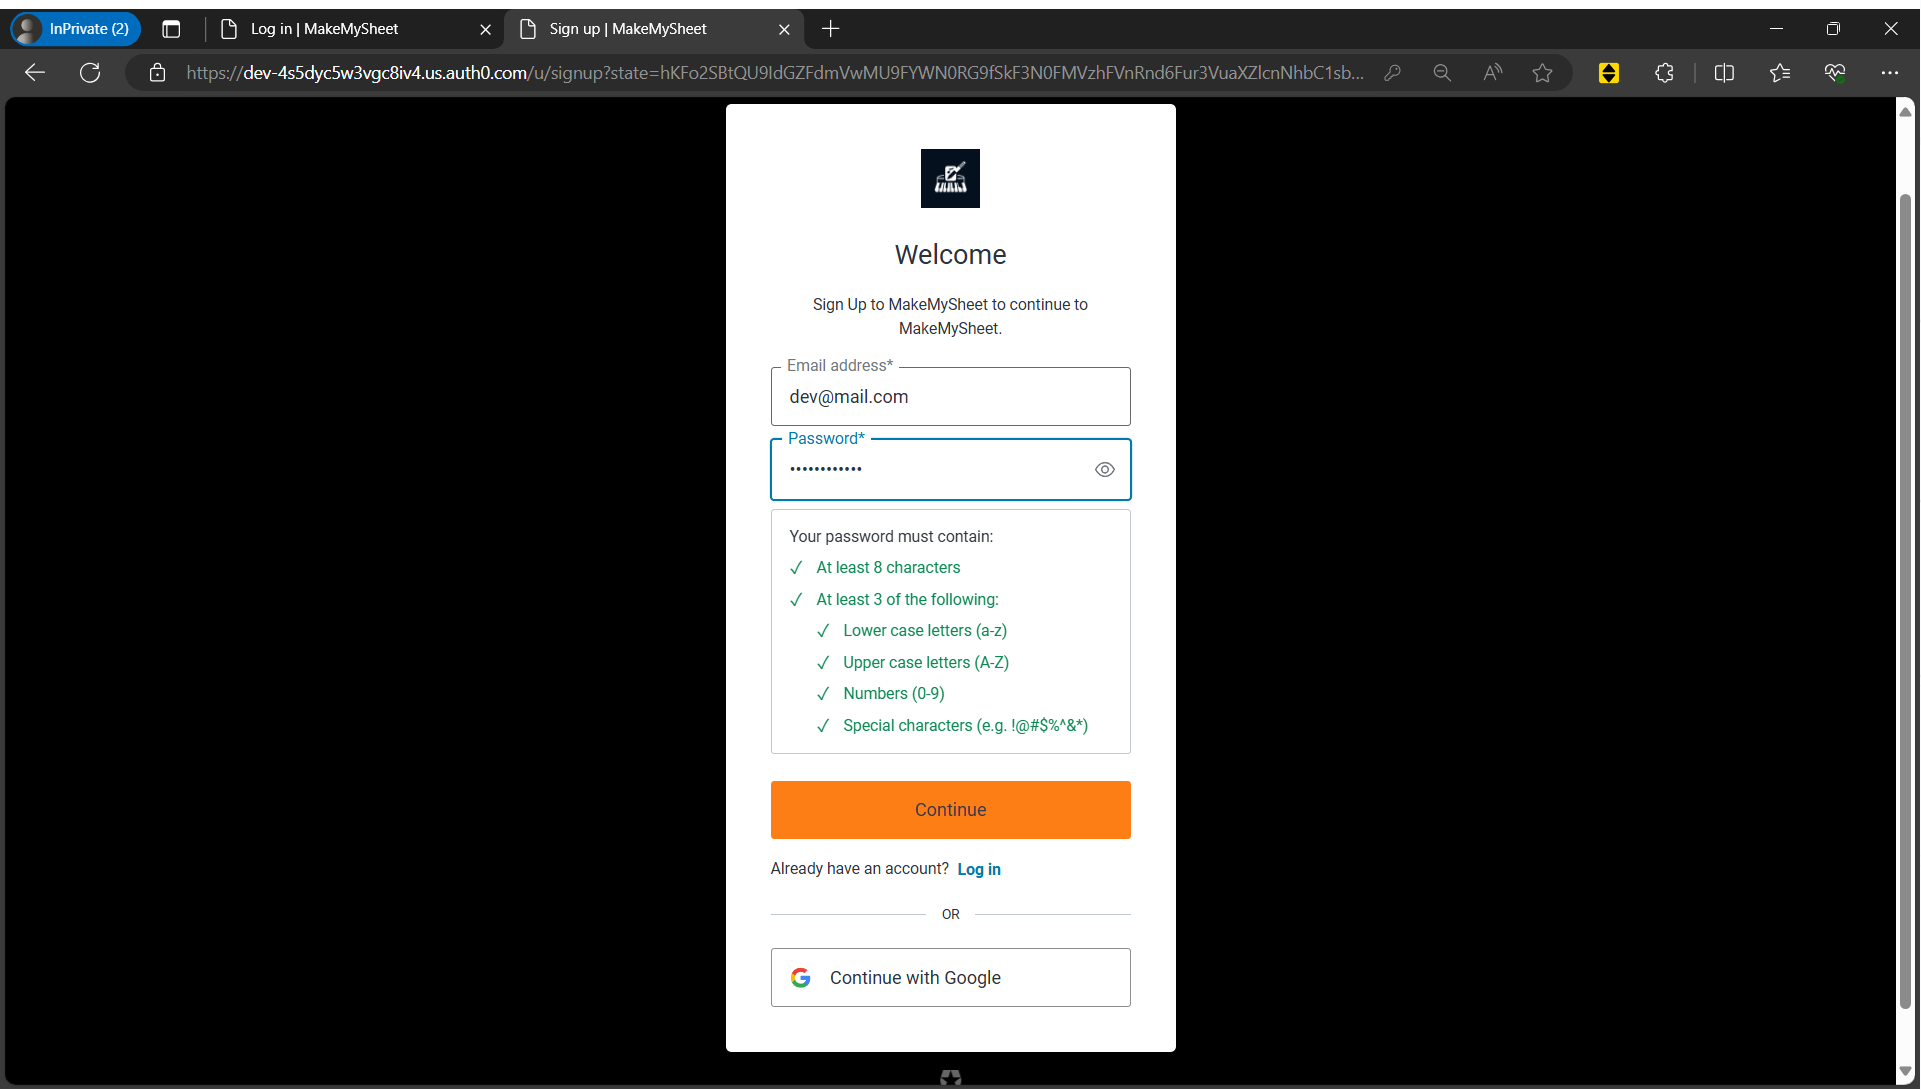 InPrivate (2)
Log in | MakeMySheet
Sign up | MakeMySheet
https://dev-4s5dyc5w3vgc8iv4.us.auth0.com/u/signup?state=hKFo2SBtQU9IdGZFdmVwMU9FYWN0RG9fSkF3N0FMVzhFVnRnd6Fur3VuaXZlcnNhbC1sb...
Welcome
Sign Up to MakeMySheet to continue to
MakeMySheet.
Email address*
dev@mail.com
Password*
••••••••••••
Your password must contain:
At least 8 characters
At least 3 of the following:
Lower case letters (a-z)
Upper case letters (A-Z)
Numbers (0-9)
Special characters (e.g. !@#$%^&*)
Continue
Already have an account? Log in
OR
Continue with Google